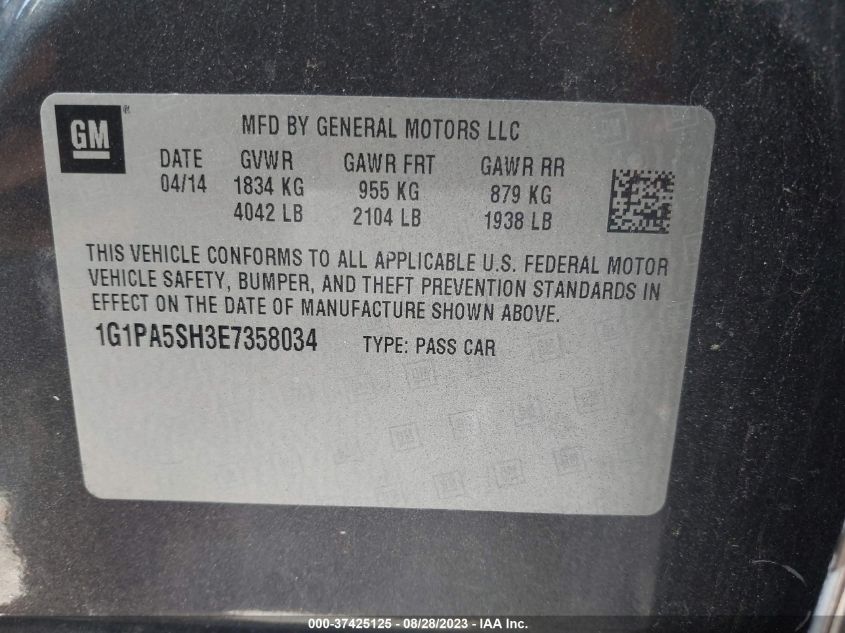 GM ®
MFD BY GENERAL MOTORS LLC
DATE GVWR GAWR FRT GAWR RR
04/14 1834 KG 955 KG 879 KG
4042 LB 2104 LB 1938 LB
THIS VEHICLE CONFORMS TO ALL APPLICABLE U.S. FEDERAL MOTOR
VEHICLE SAFETY, BUMPER, AND THEFT PREVENTION STANDARDS IN
EFFECT ON THE DATE OF MANUFACTURE SHOWN ABOVE.
1G1PA5SH3E7358034 TYPE: PASS CAR
000-37425125 - 08/28/2023 - IAA Inc.